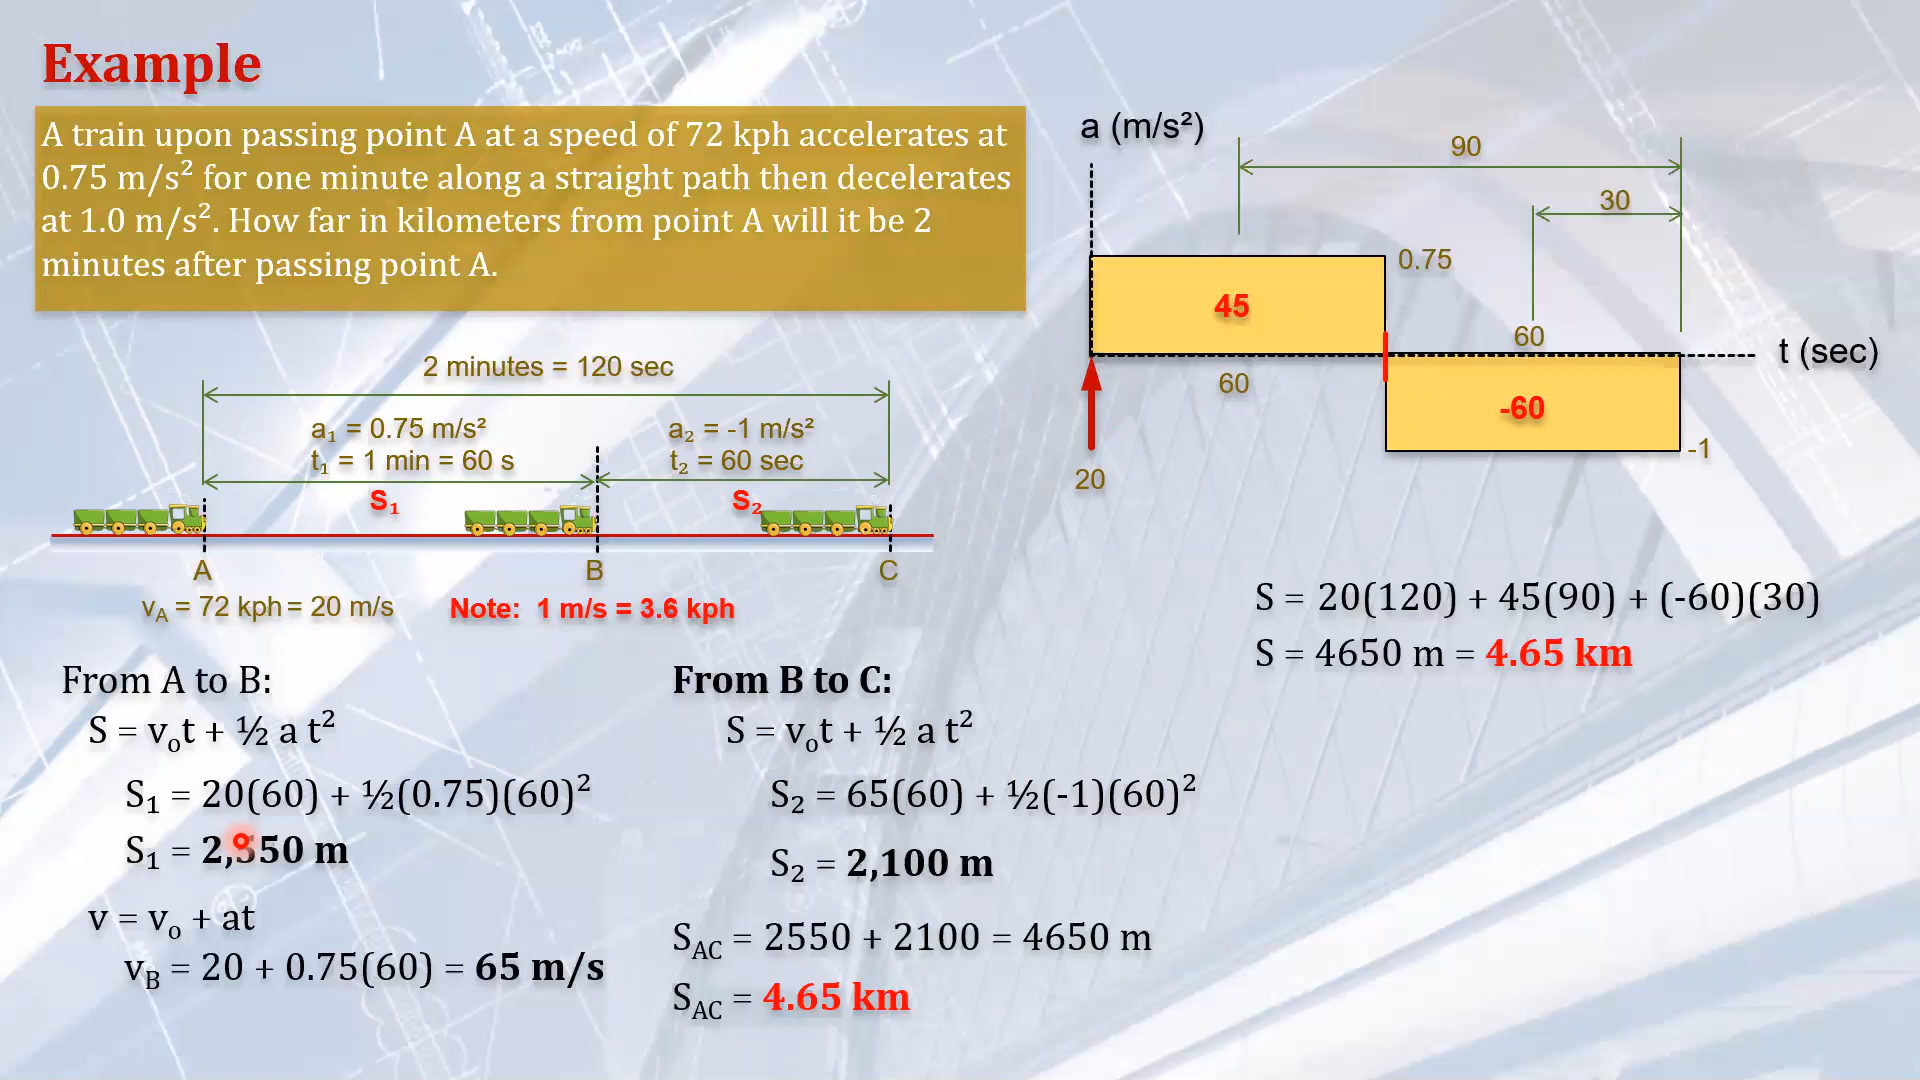 Example
A train upon passing point A at a speed of 72 kph accelerates at
0.75 m/s² for one minute along a straight path then decelerates
at 1.0 m/s². How far in kilometers from point A will it be 2
minutes after passing point A.
2 minutes = 120 sec
a₁ = 0.75 m/s²
t₁ = 1 min = 60 s
S₁
a₂ = -1 m/s²
t₂ = 60 sec
S₂
A
B
C
v_A = 72 kph = 20 m/s
Note: 1 m/s = 3.6 kph
From A to B:
S = vₒt + ½ a t²
S₁ = 20(60) + ½(0.75)(60)²
S₁ = 2,550 m
v = vₒ + at
v_B = 20 + 0.75(60) = 65 m/s
From B to C:
S = vₒt + ½ a t²
S₂ = 65(60) + ½(-1)(60)²
S₂ = 2,100 m
S_AC = 2550 + 2100 = 4650 m
S_AC = 4.65 km
a (m/s²)
90
30
0.75
45
60
t (sec)
60
-60
-1
20
S = 20(120) + 45(90) + (-60)(30)
S = 4650 m = 4.65 km